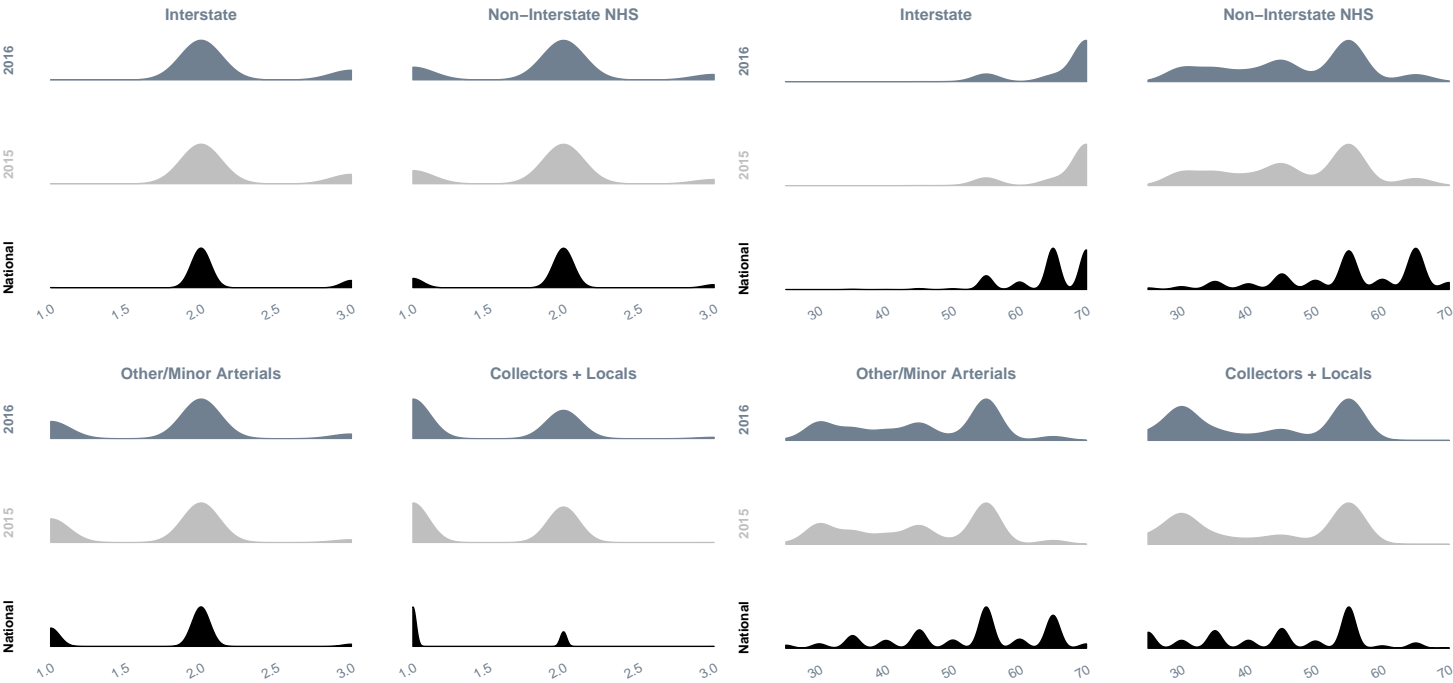 Interstate Non–Interstate NHS Interstate Non–Interstate NHS
2016 2016
2015 2015
National National
1.0 1.5 2.0 2.5 3.0 1.0 1.5 2.0 2.5 3.0 30 40 50 60 70 30 40 50 60 70
Other/Minor Arterials Collectors + Locals Other/Minor Arterials Collectors + Locals
2016 2016
2015 2015
National National
1.0 1.5 2.0 2.5 3.0 1.0 1.5 2.0 2.5 3.0 30 40 50 60 70 30 40 50 60 70